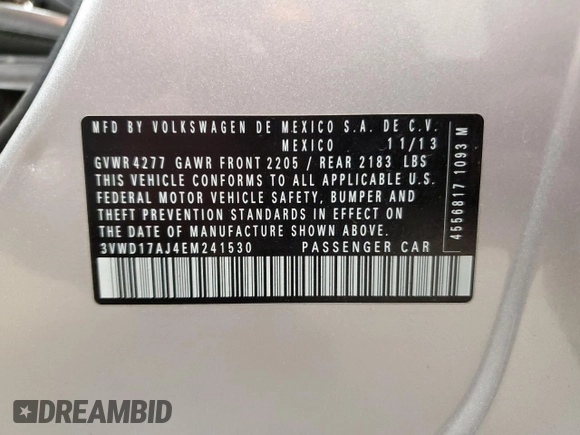 MFD BY VOLKSWAGEN DE MEXICO S.A. DE C.V.
MEXICO 11/13
GVWR 4277 GAWR FRONT 2205 / REAR 2183 LBS
THIS VEHICLE CONFORMS TO ALL APPLICABLE U.S.
FEDERAL MOTOR VEHICLE SAFETY, BUMPER AND
THEFT PREVENTION STANDARDS IN EFFECT ON
THE DATE OF MANUFACTURE SHOWN ABOVE.
3VWD17AJ4EM241530 PASSENGER CAR
4556817 1093 M
DREAMBID